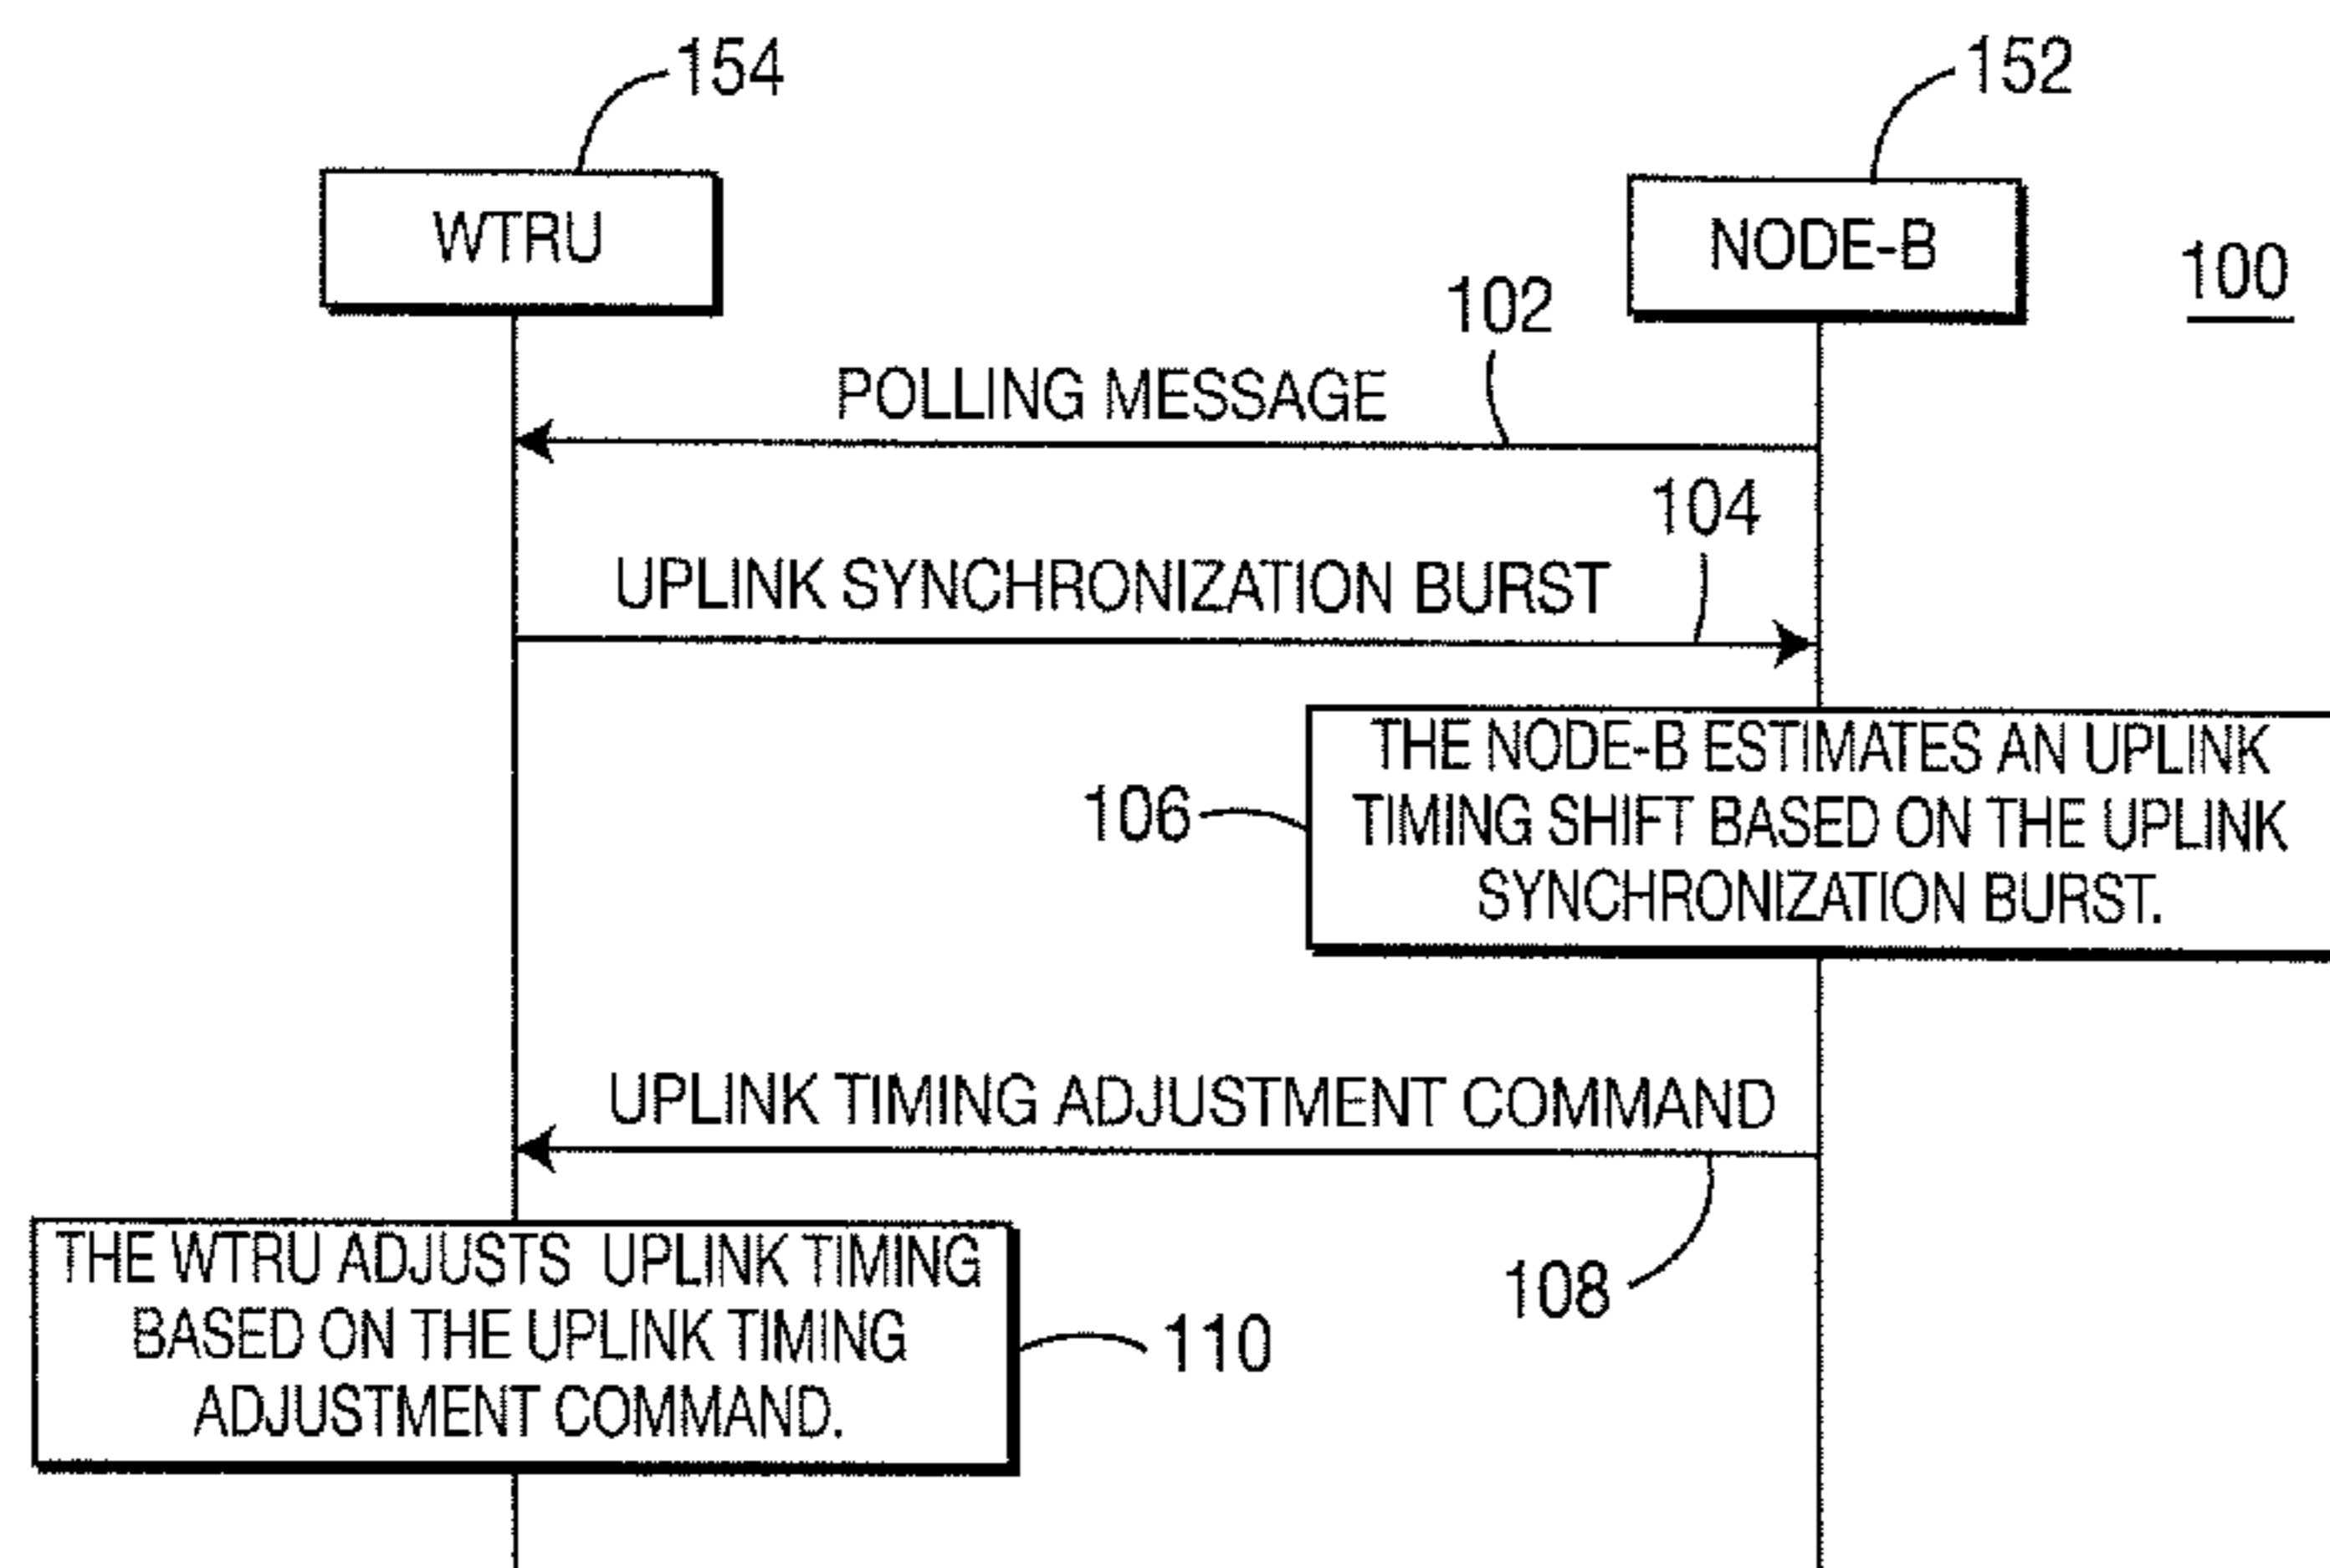 154
152
WTRU
NODE-B
100
102
POLLING MESSAGE
104
UPLINK SYNCHRONIZATION BURST
THE NODE-B ESTIMATES AN UPLINK
TIMING SHIFT BASED ON THE UPLINK
SYNCHRONIZATION BURST.
106
UPLINK TIMING ADJUSTMENT COMMAND
108
THE WTRU ADJUSTS UPLINK TIMING
BASED ON THE UPLINK TIMING
ADJUSTMENT COMMAND.
110